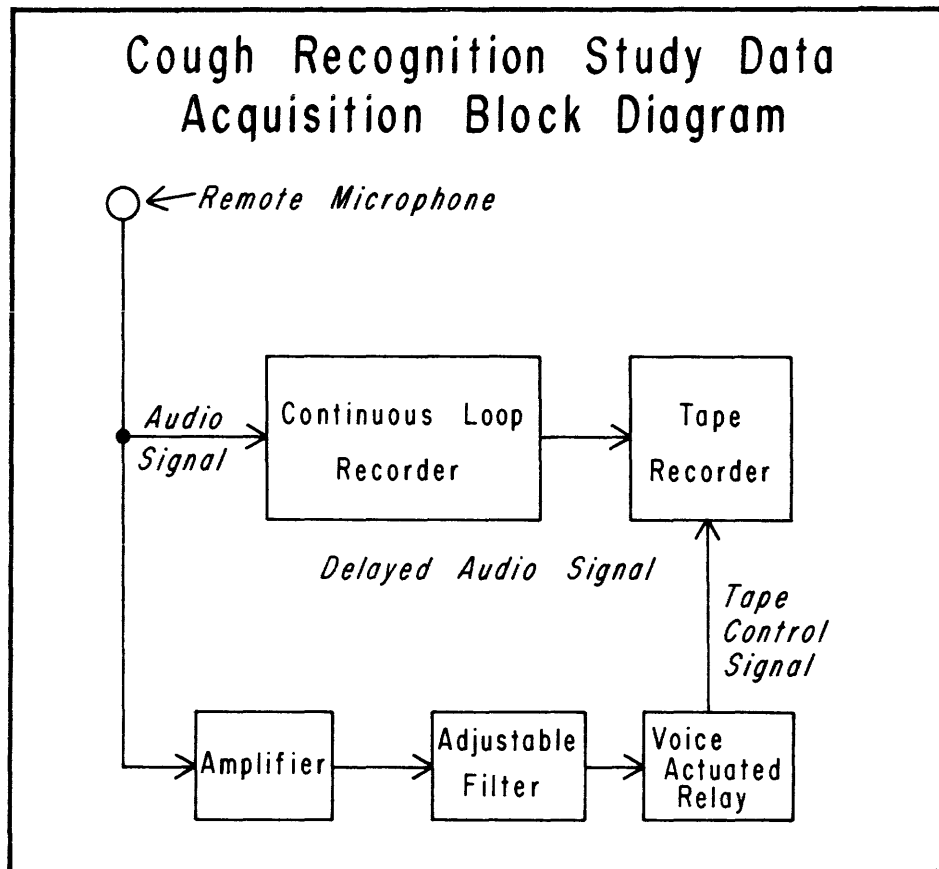 Cough Recognition Study Data
Acquisition Block Diagram
Remote Microphone
Audio
Signal
Continuous Loop
Recorder
Tape
Recorder
Delayed Audio Signal
Tape
Control
Signal
Amplifier
Adjustable
Filter
Voice
Actuated
Relay